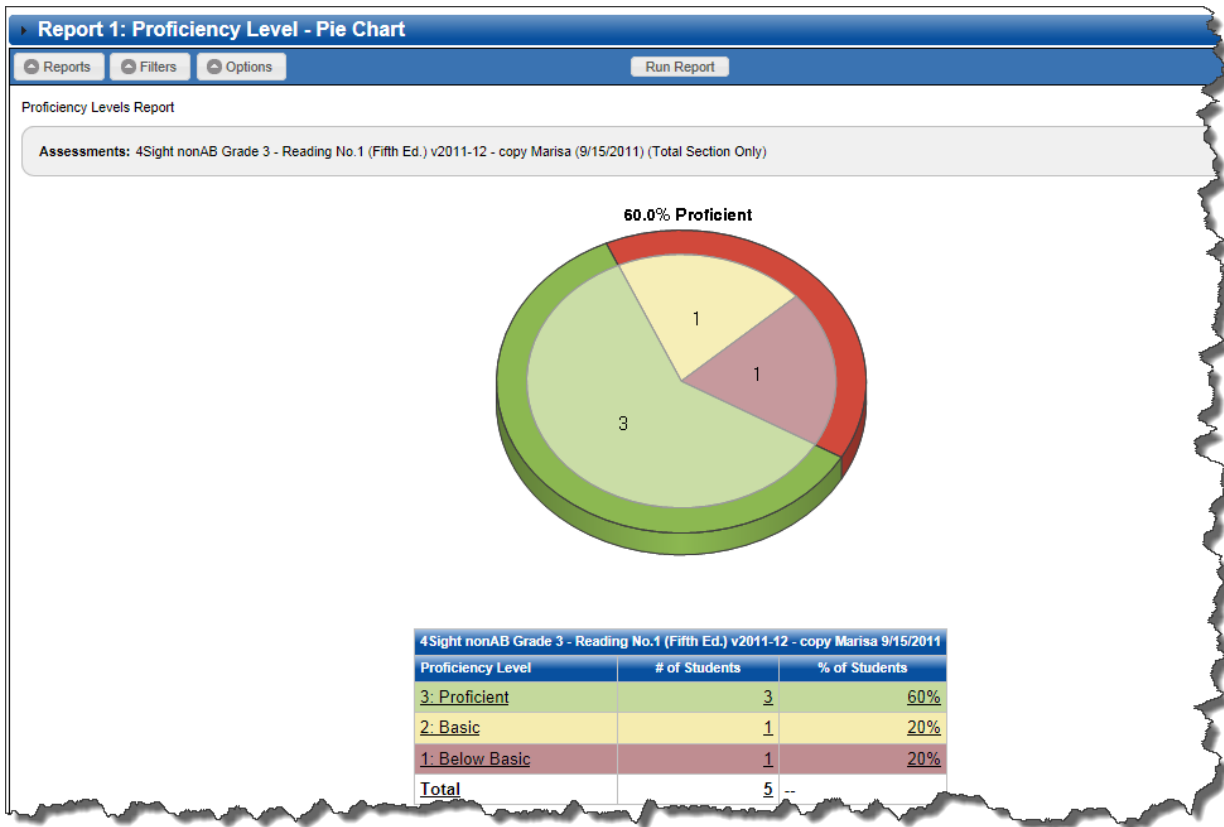 Report 1: Proficiency Level - Pie Chart
Reports Filters Options Run Report
Proficiency Levels Report
Assessments: 4Sight nonAB Grade 3 - Reading No.1 (Fifth Ed.) v2011-12 - copy Marisa (9/15/2011) (Total Section Only)
60.0% Proficient
1
1
3
4Sight nonAB Grade 3 - Reading No.1 (Fifth Ed.) v2011-12 - copy Marisa 9/15/2011
Proficiency Level # of Students % of Students
3: Proficient 3 60%
2: Basic 1 20%
1: Below Basic 1 20%
Total 5 --